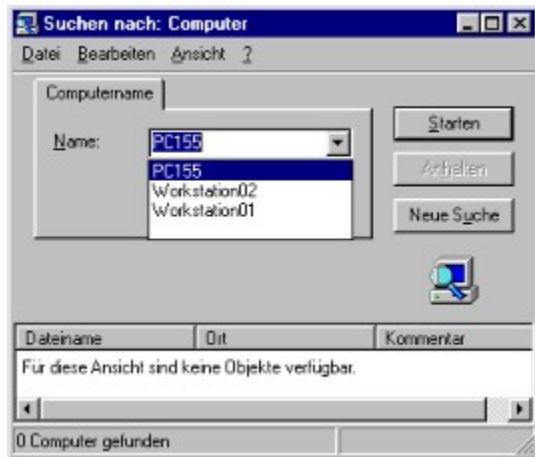 Suchen nach: Computer
Datei Bearbeiten Ansicht ?
Computername
Name: PC155
PC155
Workstation02
Workstation01
Starten
Anhalten
Neue Suche
Dateiname Ort Kommentar
Für diese Ansicht sind keine Objekte verfügbar.
0 Computer gefunden